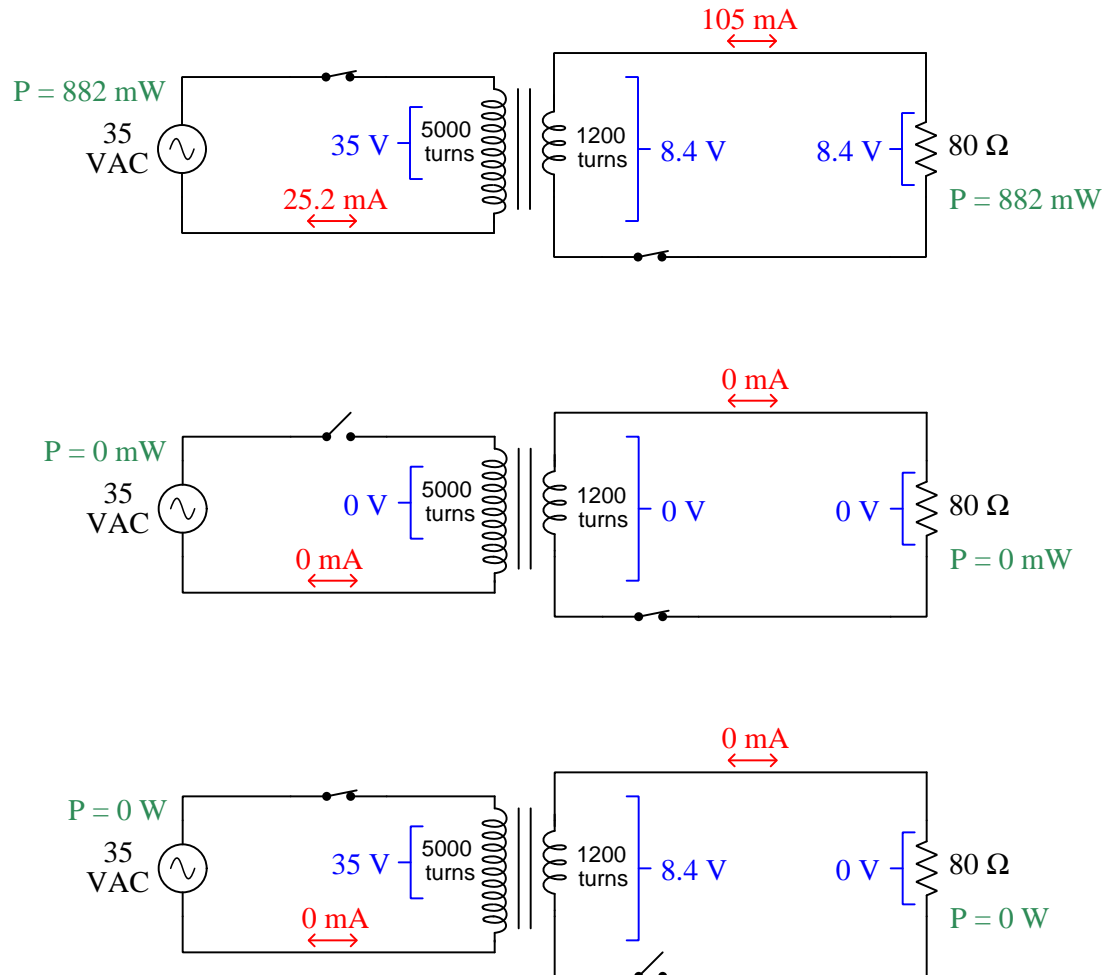 105 mA
P = 882 mW
35
VAC
35 V
5000
turns
1200
turns
8.4 V
8.4 V
80 Ω
25.2 mA
P = 882 mW
0 mA
P = 0 mW
35
VAC
0 V
5000
turns
1200
turns
0 V
0 V
80 Ω
0 mA
P = 0 mW
0 mA
P = 0 W
35
VAC
35 V
5000
turns
1200
turns
8.4 V
0 V
80 Ω
0 mA
P = 0 W